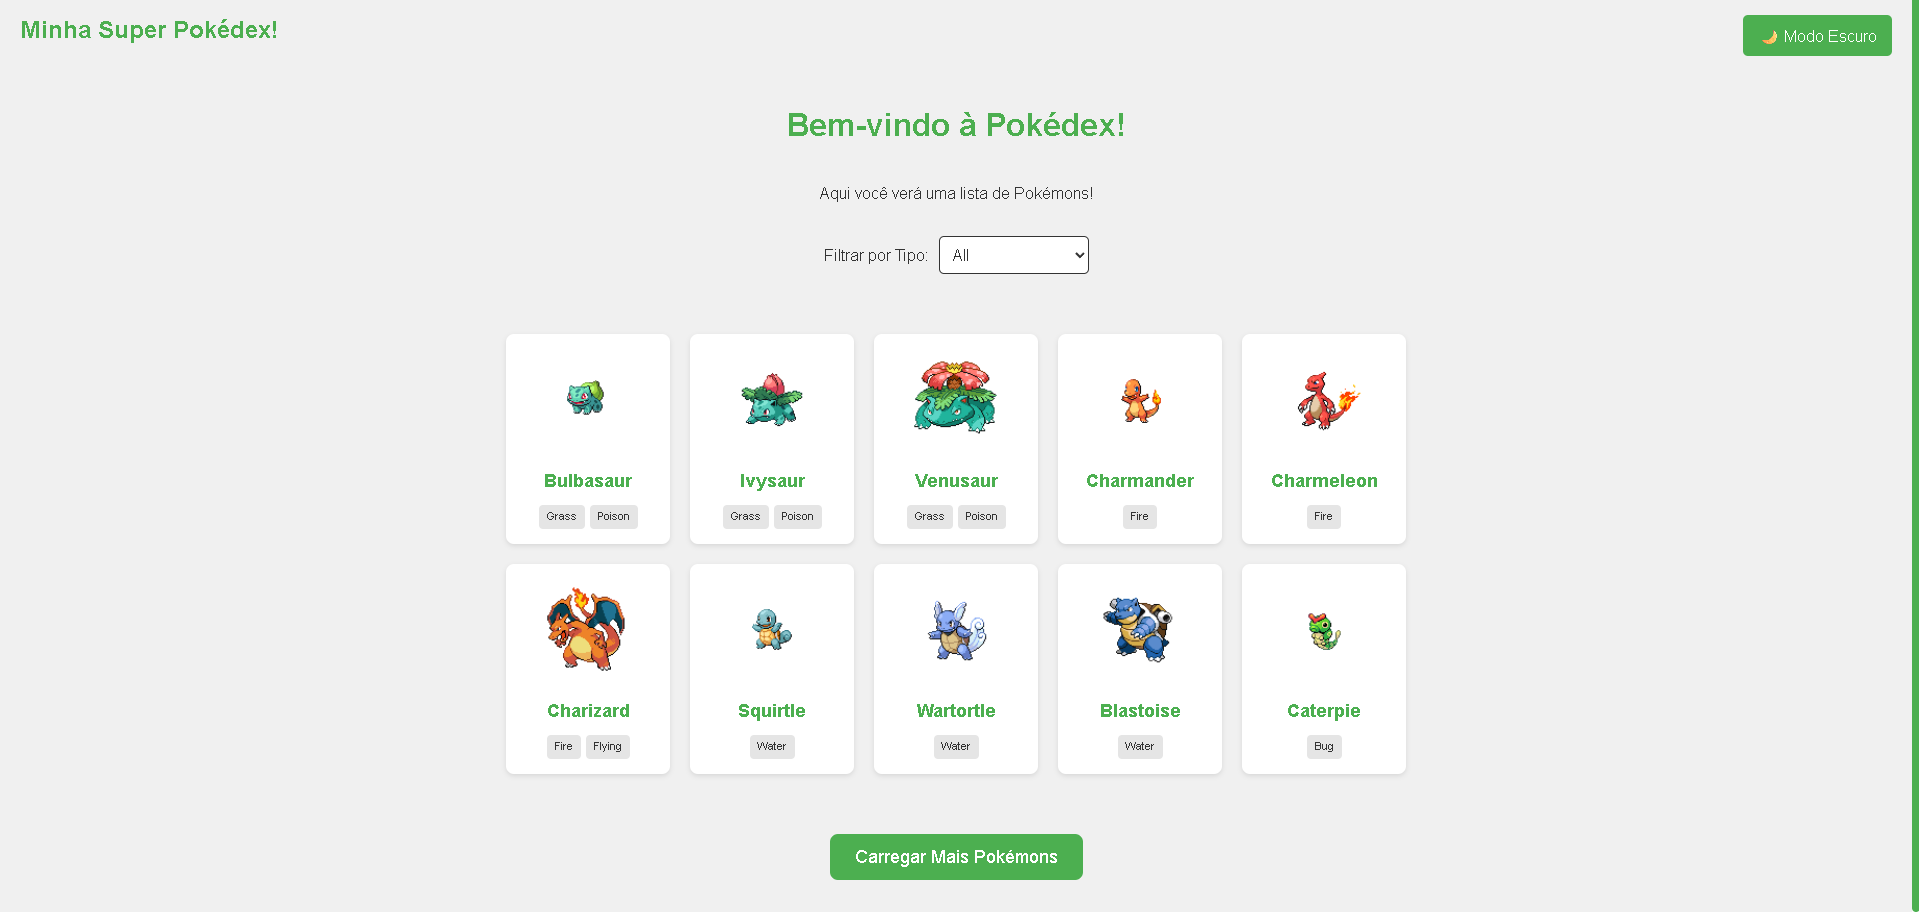 Minha Super Pokédex!
🌙 Modo Escuro
Bem-vindo à Pokédex!
Aqui você verá uma lista de Pokémons!
Filtrar por Tipo: All
Bulbasaur
Grass Poison
Ivysaur
Grass Poison
Venusaur
Grass Poison
Charmander
Fire
Charmeleon
Fire
Charizard
Fire Flying
Squirtle
Water
Wartortle
Water
Blastoise
Water
Caterpie
Bug
Carregar Mais Pokémons